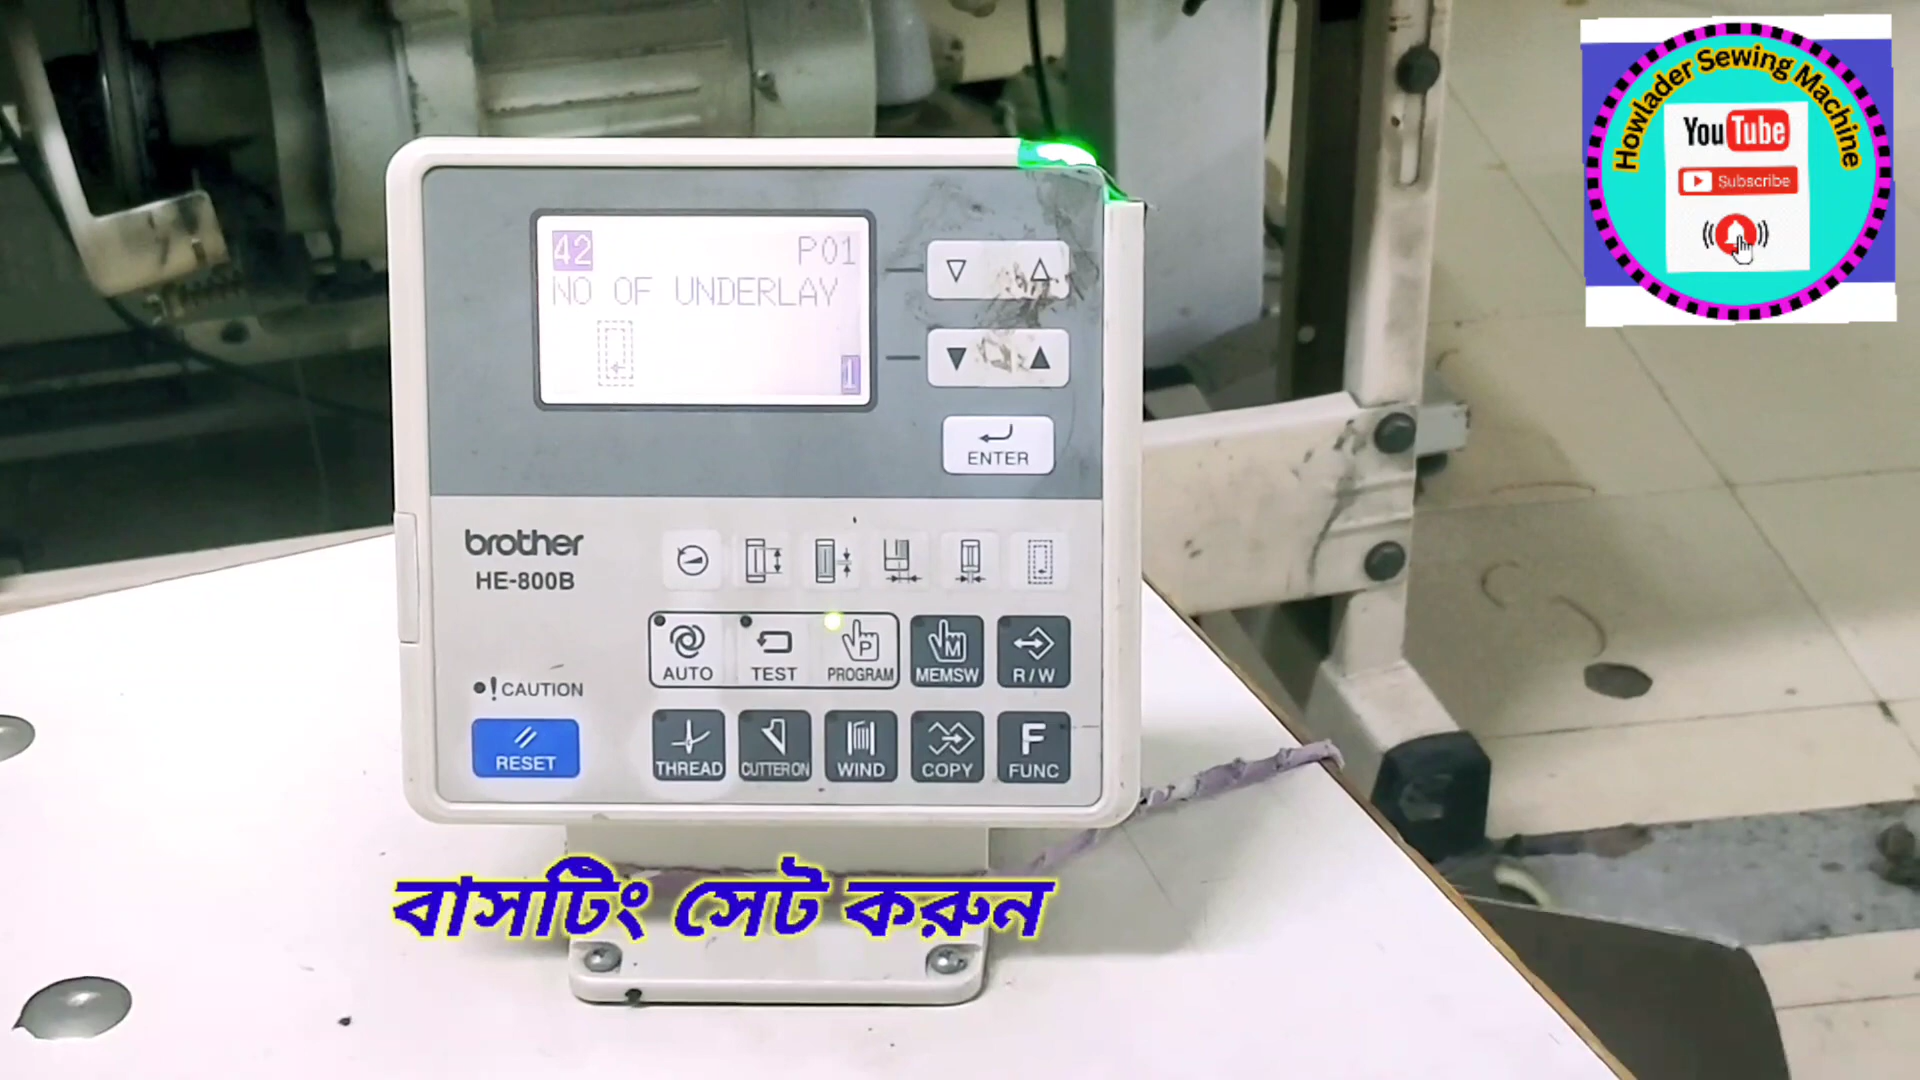 Howlader Sewing Machine
YouTube
Subscribe
42 P01
NO OF UNDERLAY
1
ENTER
brother
HE-800B
AUTO TEST PROGRAM MEMSW R/W
!CAUTION
RESET
THREAD CUTTER ON WIND COPY FUNC
P M F
বাসটিং সেট করুন